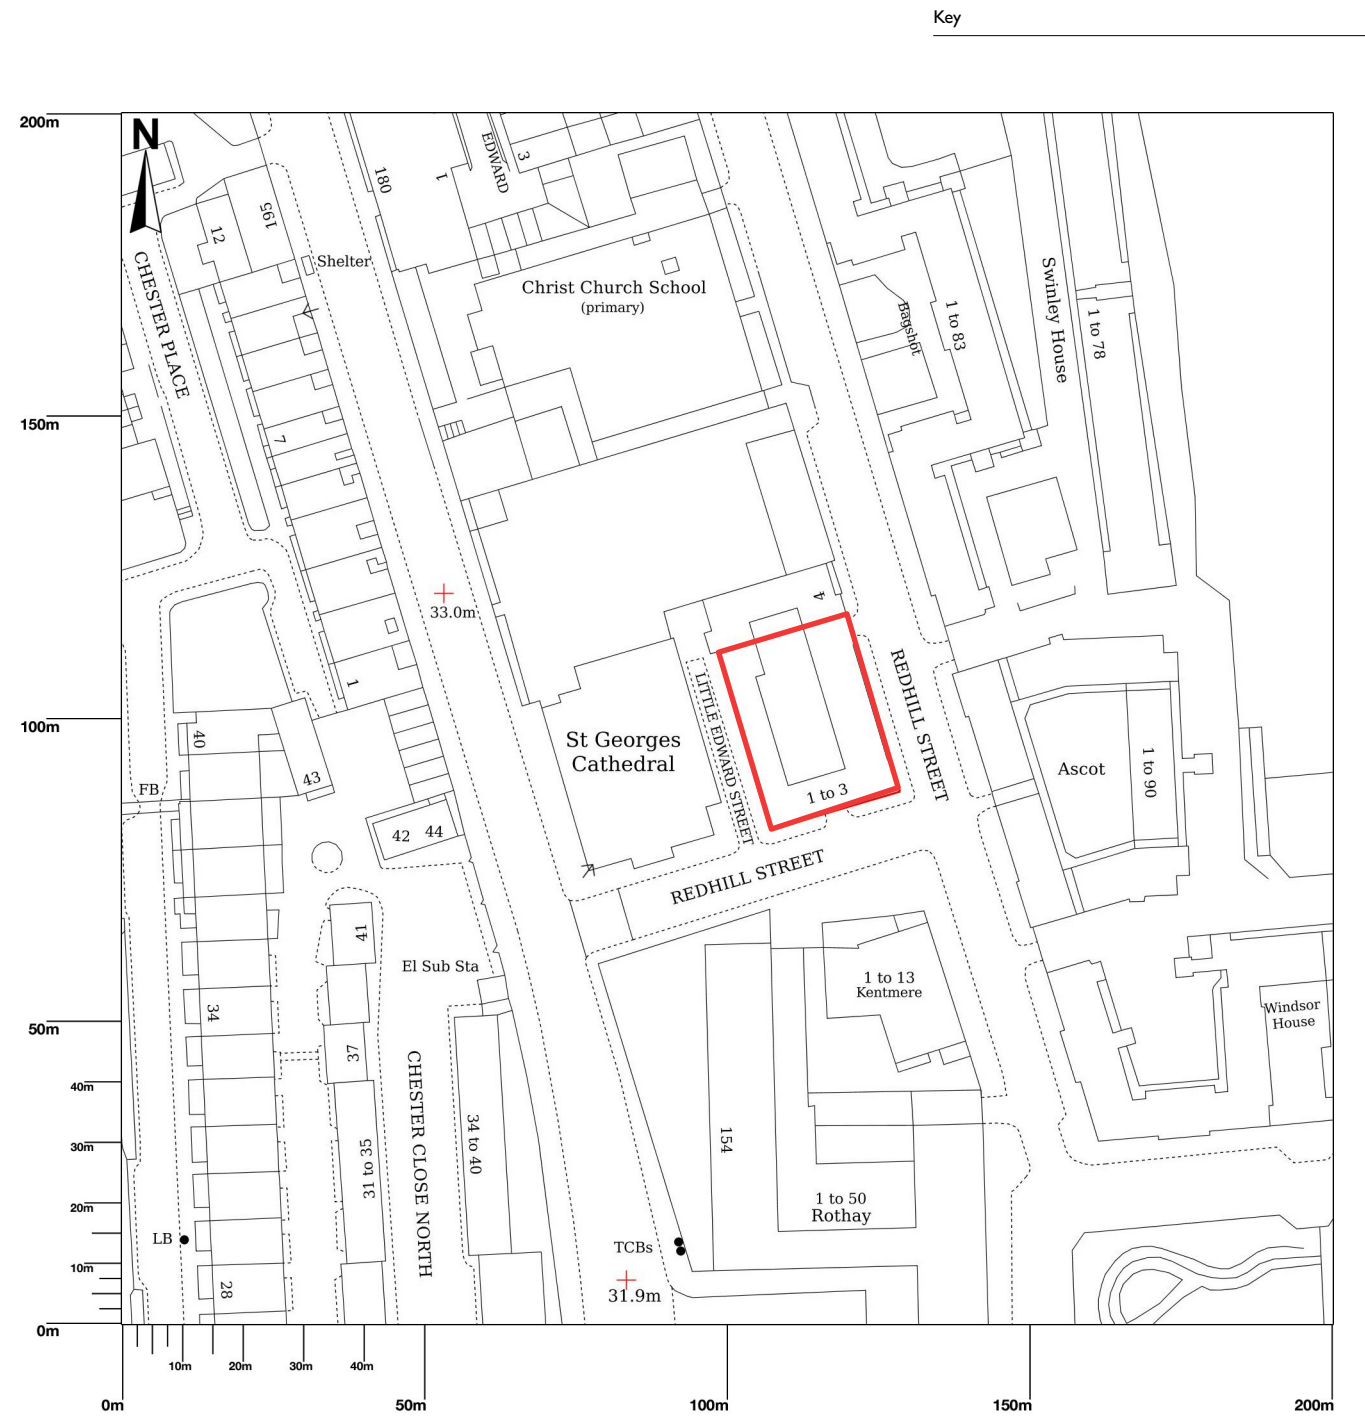 Key
200m
150m
100m
50m
40m
30m
20m
10m
0m
0m
10m
20m
30m
40m
50m
100m
150m
200m
N
CHESTER PLACE
12
195
Shelter
180
1
EDWARD
3
Christ Church School
(primary)
Bagshot
1 to 83
Swinley House
1 to 78
7
33.0m
4
1
40
43
FB
42
44
St Georges
Cathedral
LITTLE EDWARD STREET
1 to 3
REDHILL STREET
REDHILL STREET
Ascot
1 to 90
41
El Sub Sta
34
37
CHESTER CLOSE NORTH
31 to 35
34 to 40
1 to 13
Kentmere
Windsor
House
154
1 to 50
Rothay
LB
28
TCBs
31.9m